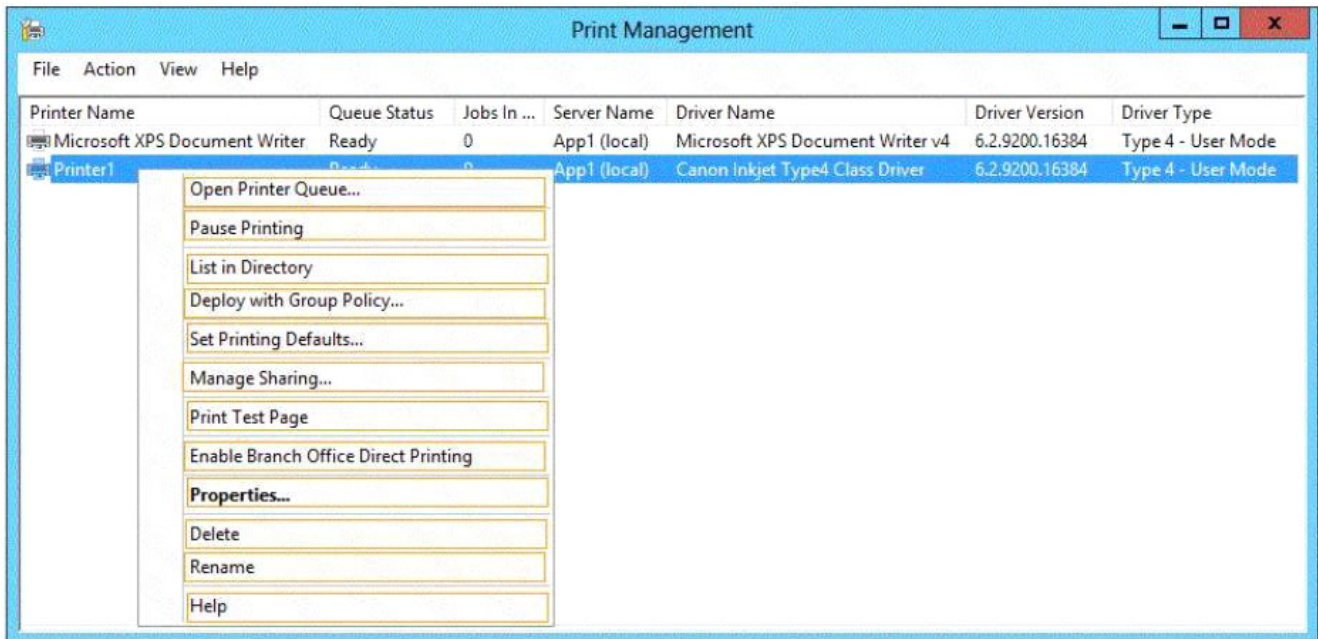 Print Management
File Action View Help
Printer Name Queue Status Jobs In ... Server Name Driver Name Driver Version Driver Type
Microsoft XPS Document Writer Ready 0 App1 (local) Microsoft XPS Document Writer v4 6.2.9200.16384 Type 4 - User Mode
Printer1 Ready 0 App1 (local) Canon Inkjet Type4 Class Driver 6.2.9200.16384 Type 4 - User Mode
Open Printer Queue...
Pause Printing
List in Directory
Deploy with Group Policy...
Set Printing Defaults...
Manage Sharing...
Print Test Page
Enable Branch Office Direct Printing
Properties...
Delete
Rename
Help